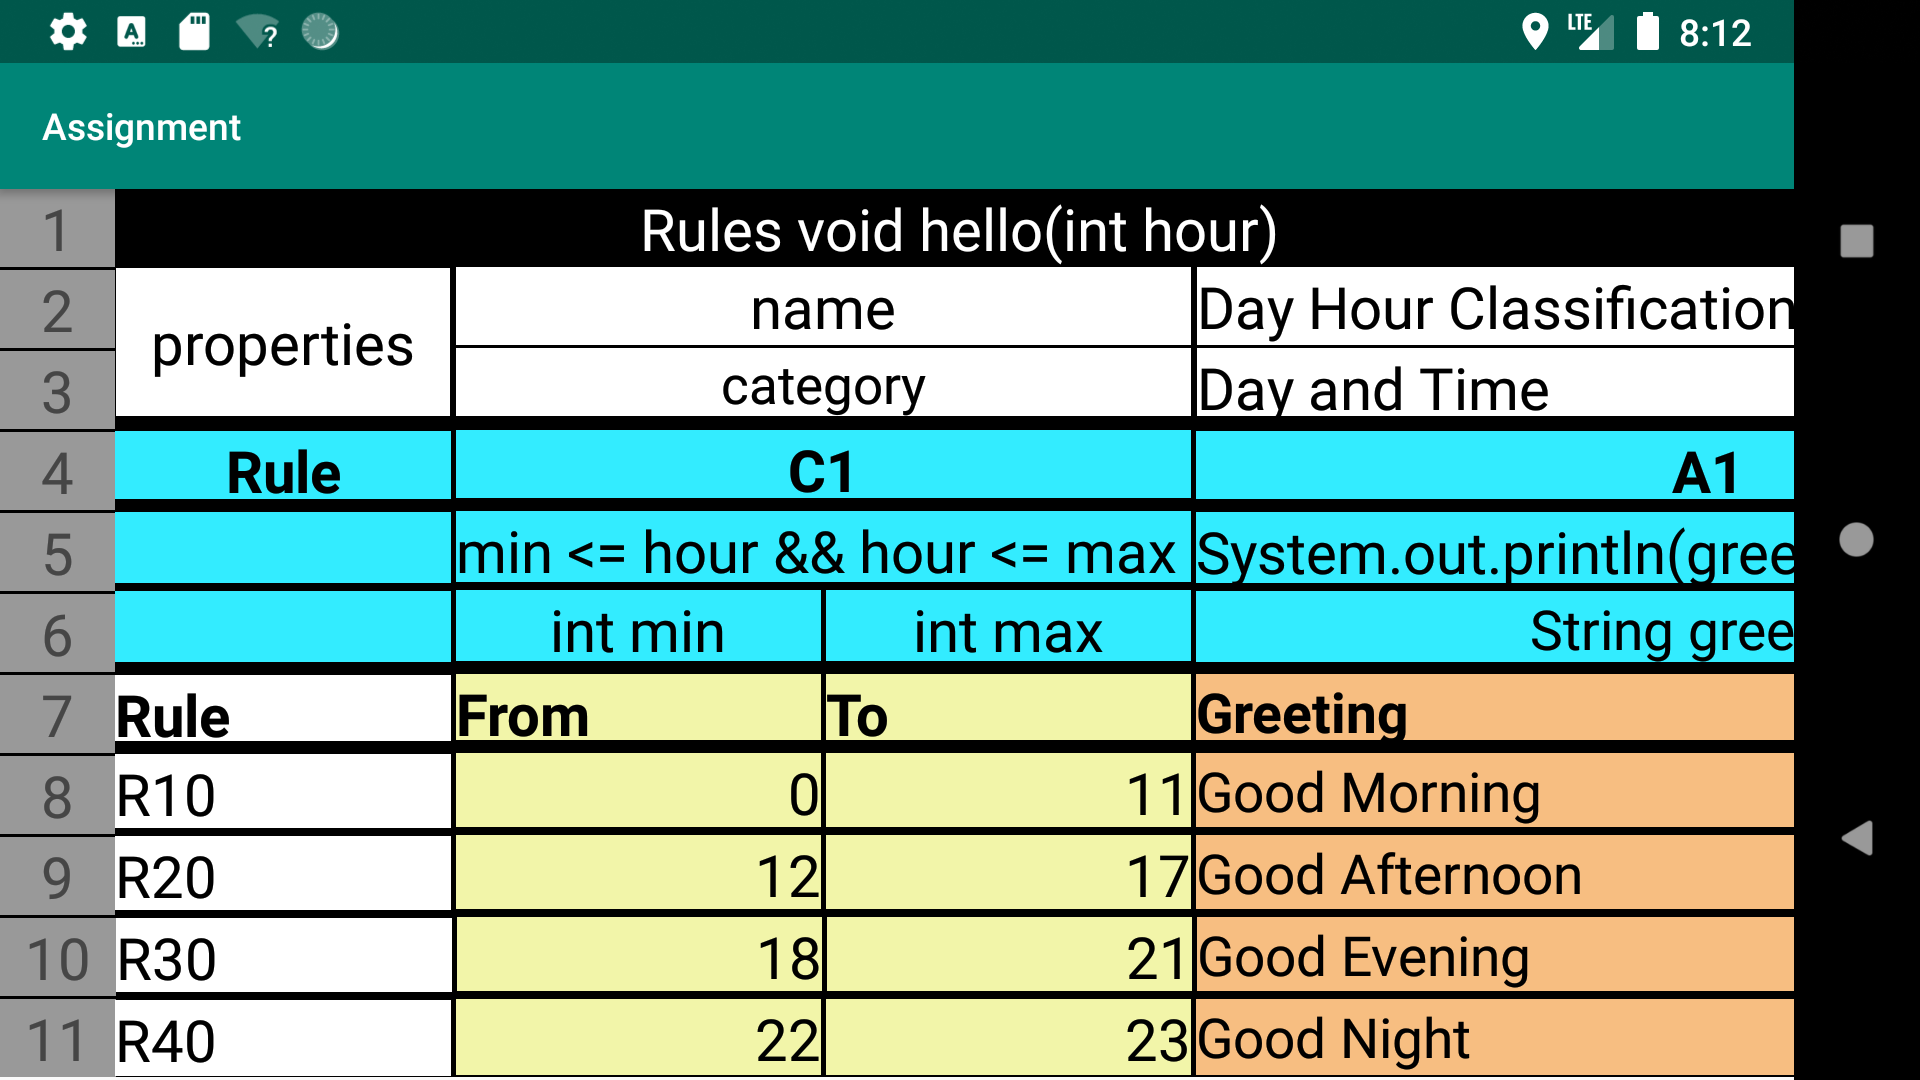 LTE 8:12
Assignment
1 Rules void hello(int hour)
2 properties name Day Hour Classification
3 category Day and Time
4 Rule C1 A1
5 min <= hour && hour <= max System.out.println(gree
6 int min int max String gree
7 Rule From To Greeting
8 R10 0 11 Good Morning
9 R20 12 17 Good Afternoon
10 R30 18 21 Good Evening
11 R40 22 23 Good Night